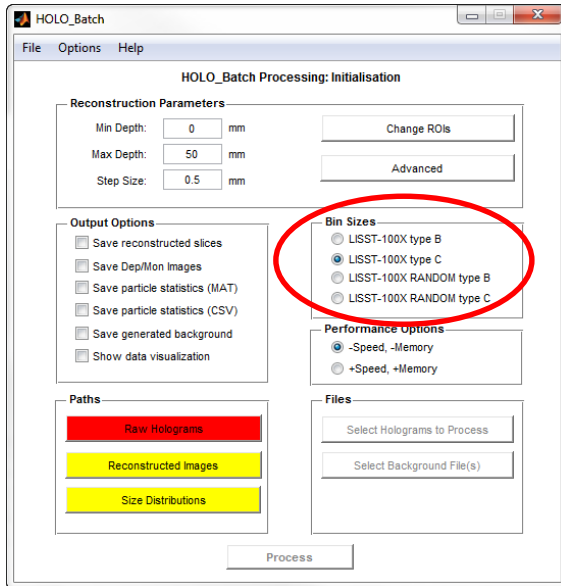 HOLO_Batch
File Options Help
HOLO_Batch Processing: Initialisation
Reconstruction Parameters
Min Depth: 0 mm
Max Depth: 50 mm
Step Size: 0.5 mm
Change ROIs
Advanced
Output Options
Save reconstructed slices
Save Dep/Mon Images
Save particle statistics (MAT)
Save particle statistics (CSV)
Save generated background
Show data visualization
Bin Sizes
LISST-100X type B
LISST-100X type C
LISST-100X RANDOM type B
LISST-100X RANDOM type C
Performance Options
-Speed, -Memory
+Speed, +Memory
Paths
Raw Holograms
Reconstructed Images
Size Distributions
Files
Select Holograms to Process
Select Background File(s)
Process